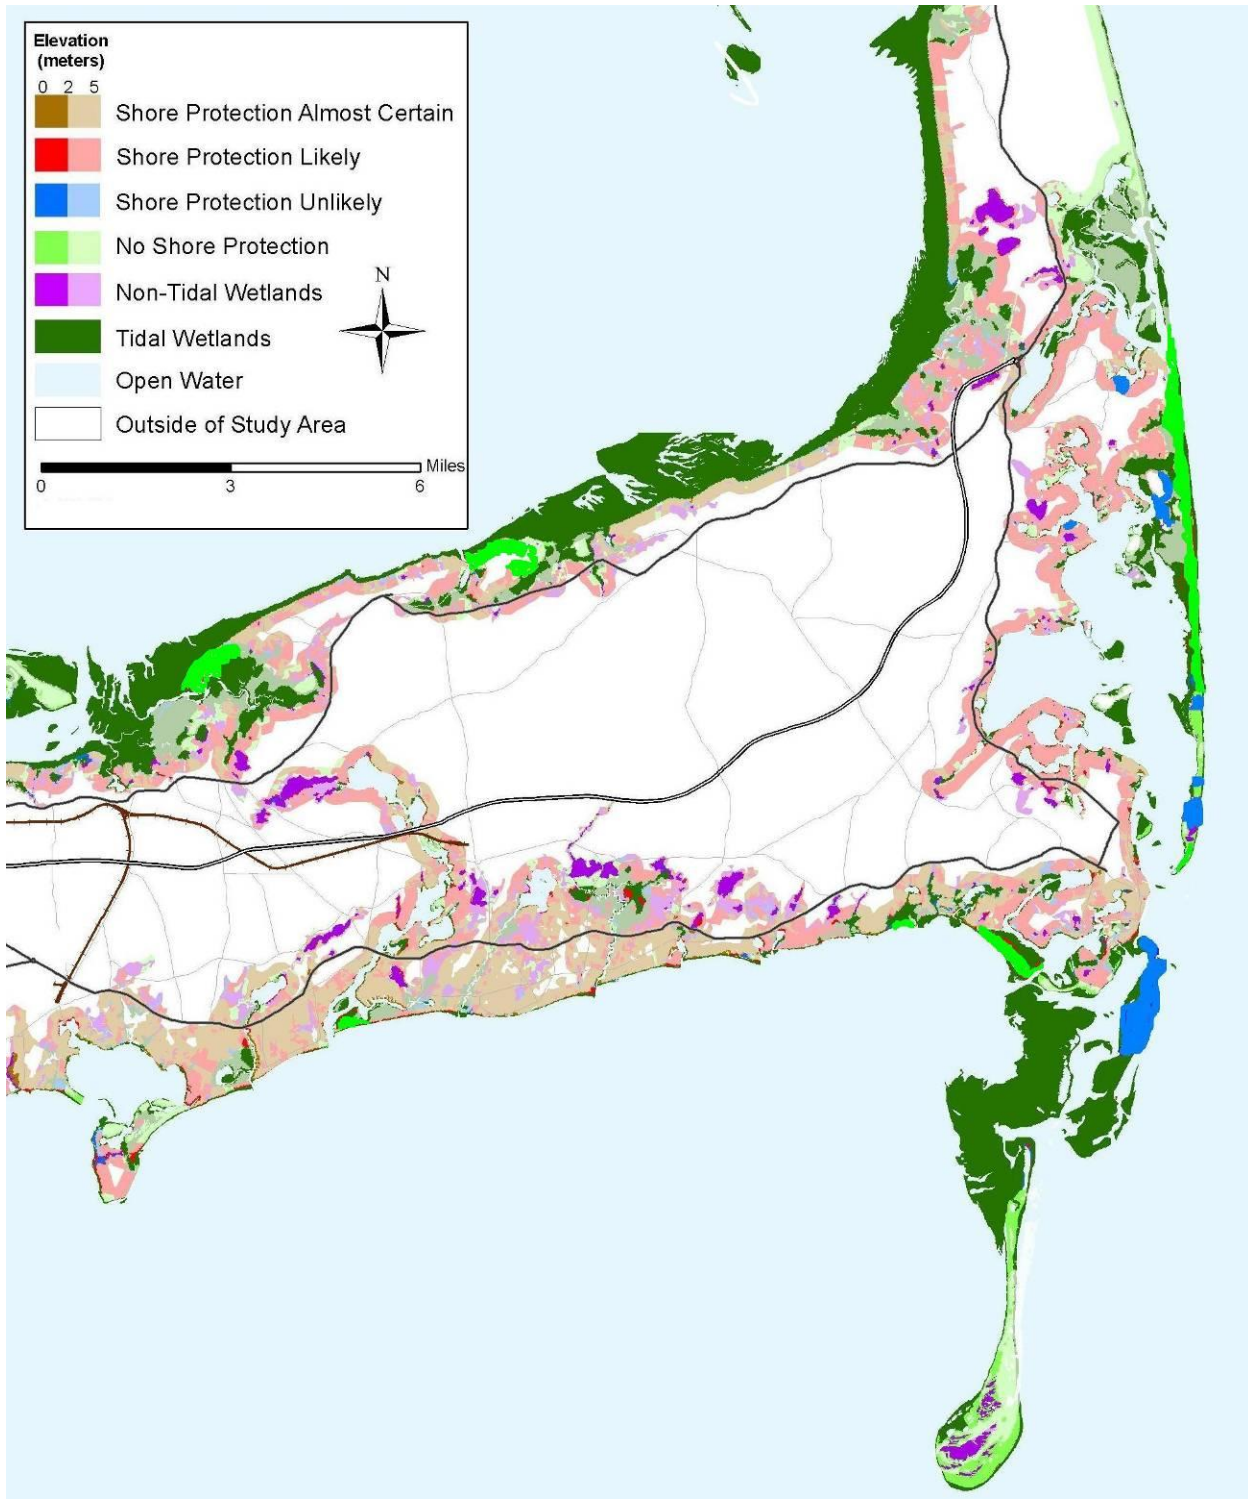 Elevation
(meters)
0 2 5
Shore Protection Almost Certain
Shore Protection Likely
Shore Protection Unlikely
No Shore Protection
Non-Tidal Wetlands
N
Tidal Wetlands
Open Water
Outside of Study Area
Miles
0 3 6